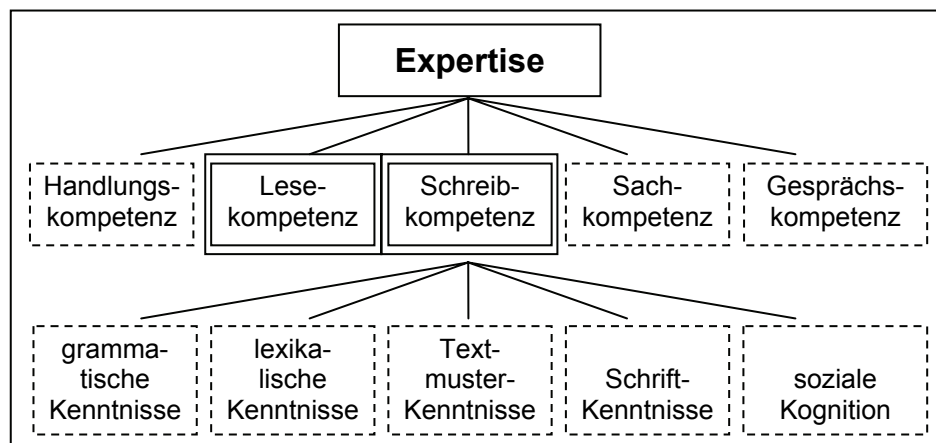 Expertise
Handlungs-
kompetenz
Lese-
kompetenz
Schreib-
kompetenz
Sach-
kompetenz
Gesprächs-
kompetenz
gramma-
tische
Kenntnisse
lexika-
lische
Kenntnisse
Text-
muster-
Kenntnisse
Schrift-
Kenntnisse
soziale
Kognition